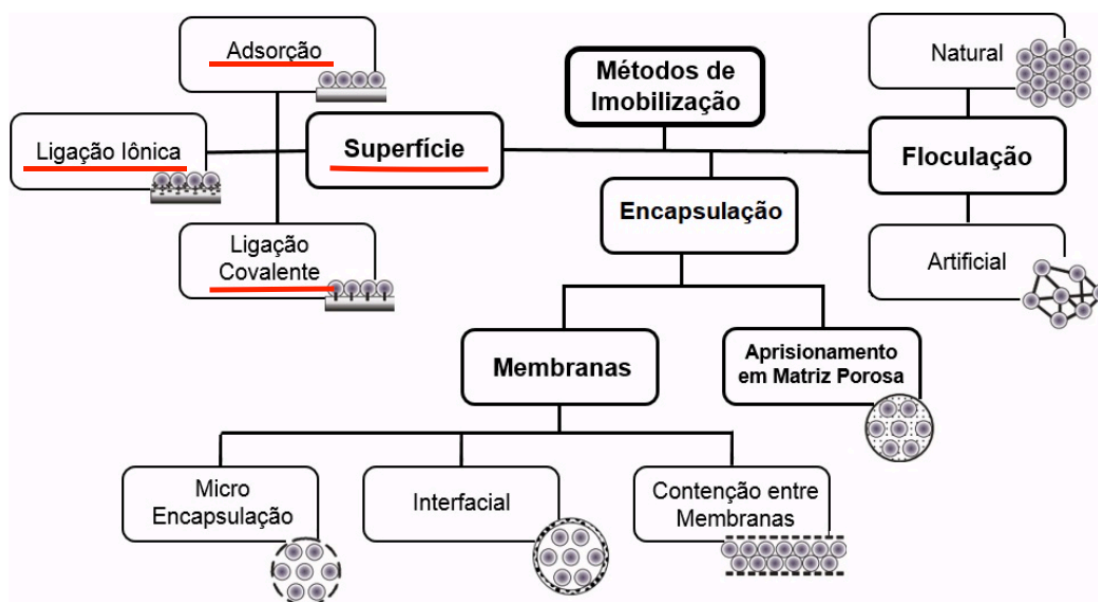 Adsorção
Métodos de
Imobilização
Natural
Ligação Iônica
Superfície
Floculação
Encapsulação
Ligação
Covalente
Artificial
Membranas
Aprisionamento
em Matriz Porosa
Micro
Encapsulação
Interfacial
Contenção entre
Membranas